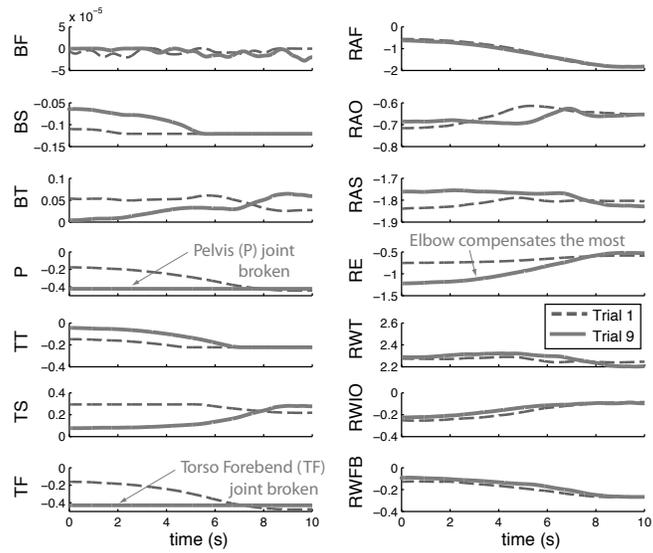 x 10⁻⁵
BF
5
0
−5
BS
−0.05
−0.1
−0.15
BT
0.1
0.05
0
P
0
−0.2
−0.4
Pelvis (P) joint
broken
TT
0
−0.2
−0.4
TS
0.4
0.2
0
TF
0
−0.2
−0.4
Torso Forebend (TF)
joint broken
0 2 4 6 8 10
time (s)
RAF
0
−1
−2
RAO
−0.6
−0.7
−0.8
RAS
−1.7
−1.8
−1.9
RE
−0.5
−1
−1.5
Elbow compensates the most
Trial 1
Trial 9
RWT
2.6
2.4
2.2
RWIO
0
−0.2
−0.4
RWFB
0
−0.2
−0.4
0 2 4 6 8 10
time (s)